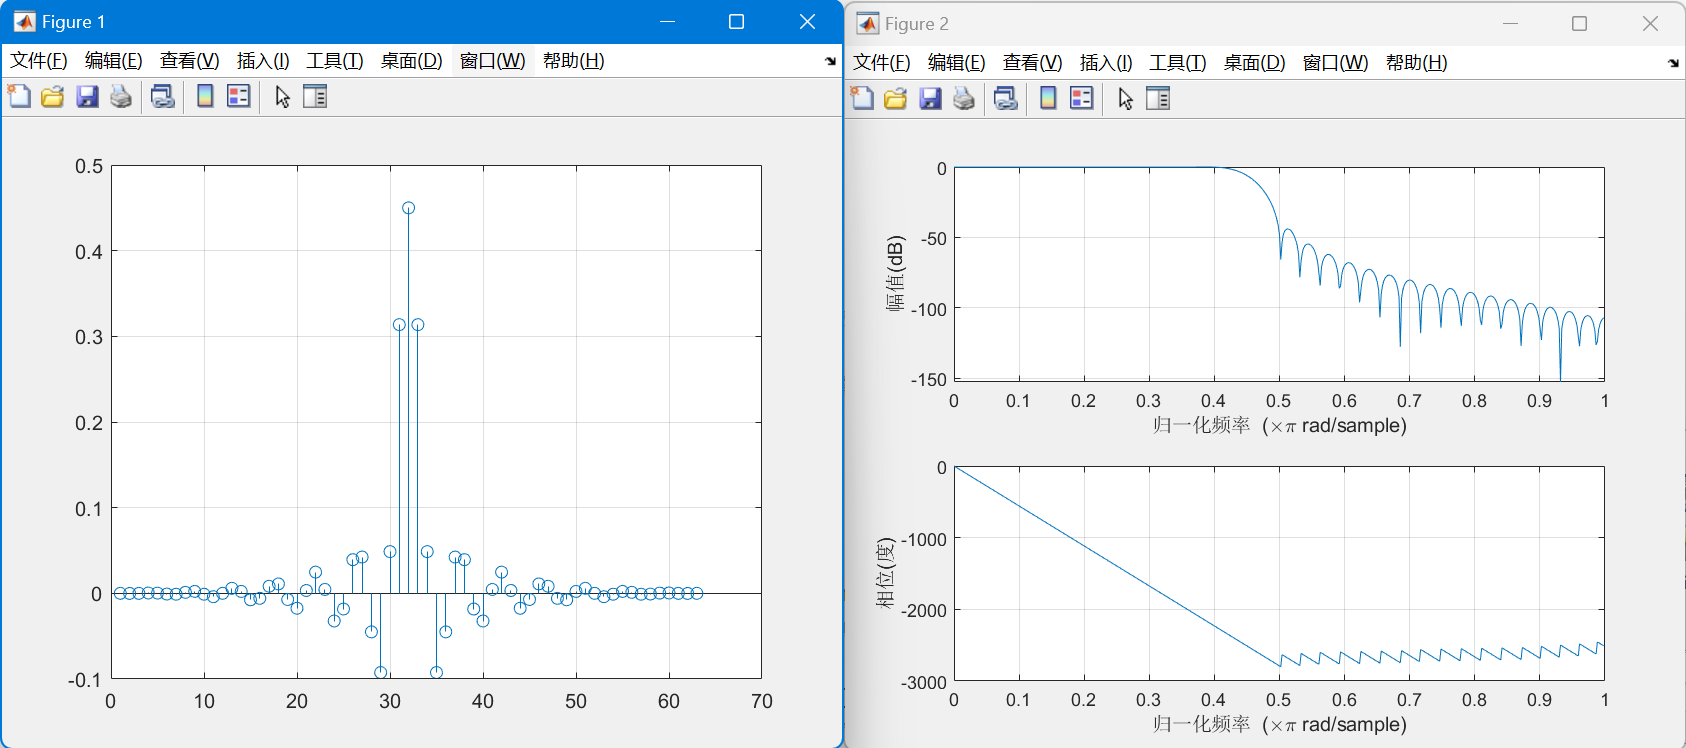 Figure 1
文件(F) 编辑(E) 查看(V) 插入(I) 工具(T) 桌面(D) 窗口(W) 帮助(H)
0.5
0.4
0.3
0.2
0.1
0
-0.1
0 10 20 30 40 50 60 70
Figure 2
文件(F) 编辑(E) 查看(V) 插入(I) 工具(T) 桌面(D) 窗口(W) 帮助(H)
幅值(dB)
0
-50
-100
-150
0 0.1 0.2 0.3 0.4 0.5 0.6 0.7 0.8 0.9 1
归一化频率 (×π rad/sample)
相位(度)
0
-1000
-2000
-3000
0 0.1 0.2 0.3 0.4 0.5 0.6 0.7 0.8 0.9 1
归一化频率 (×π rad/sample)